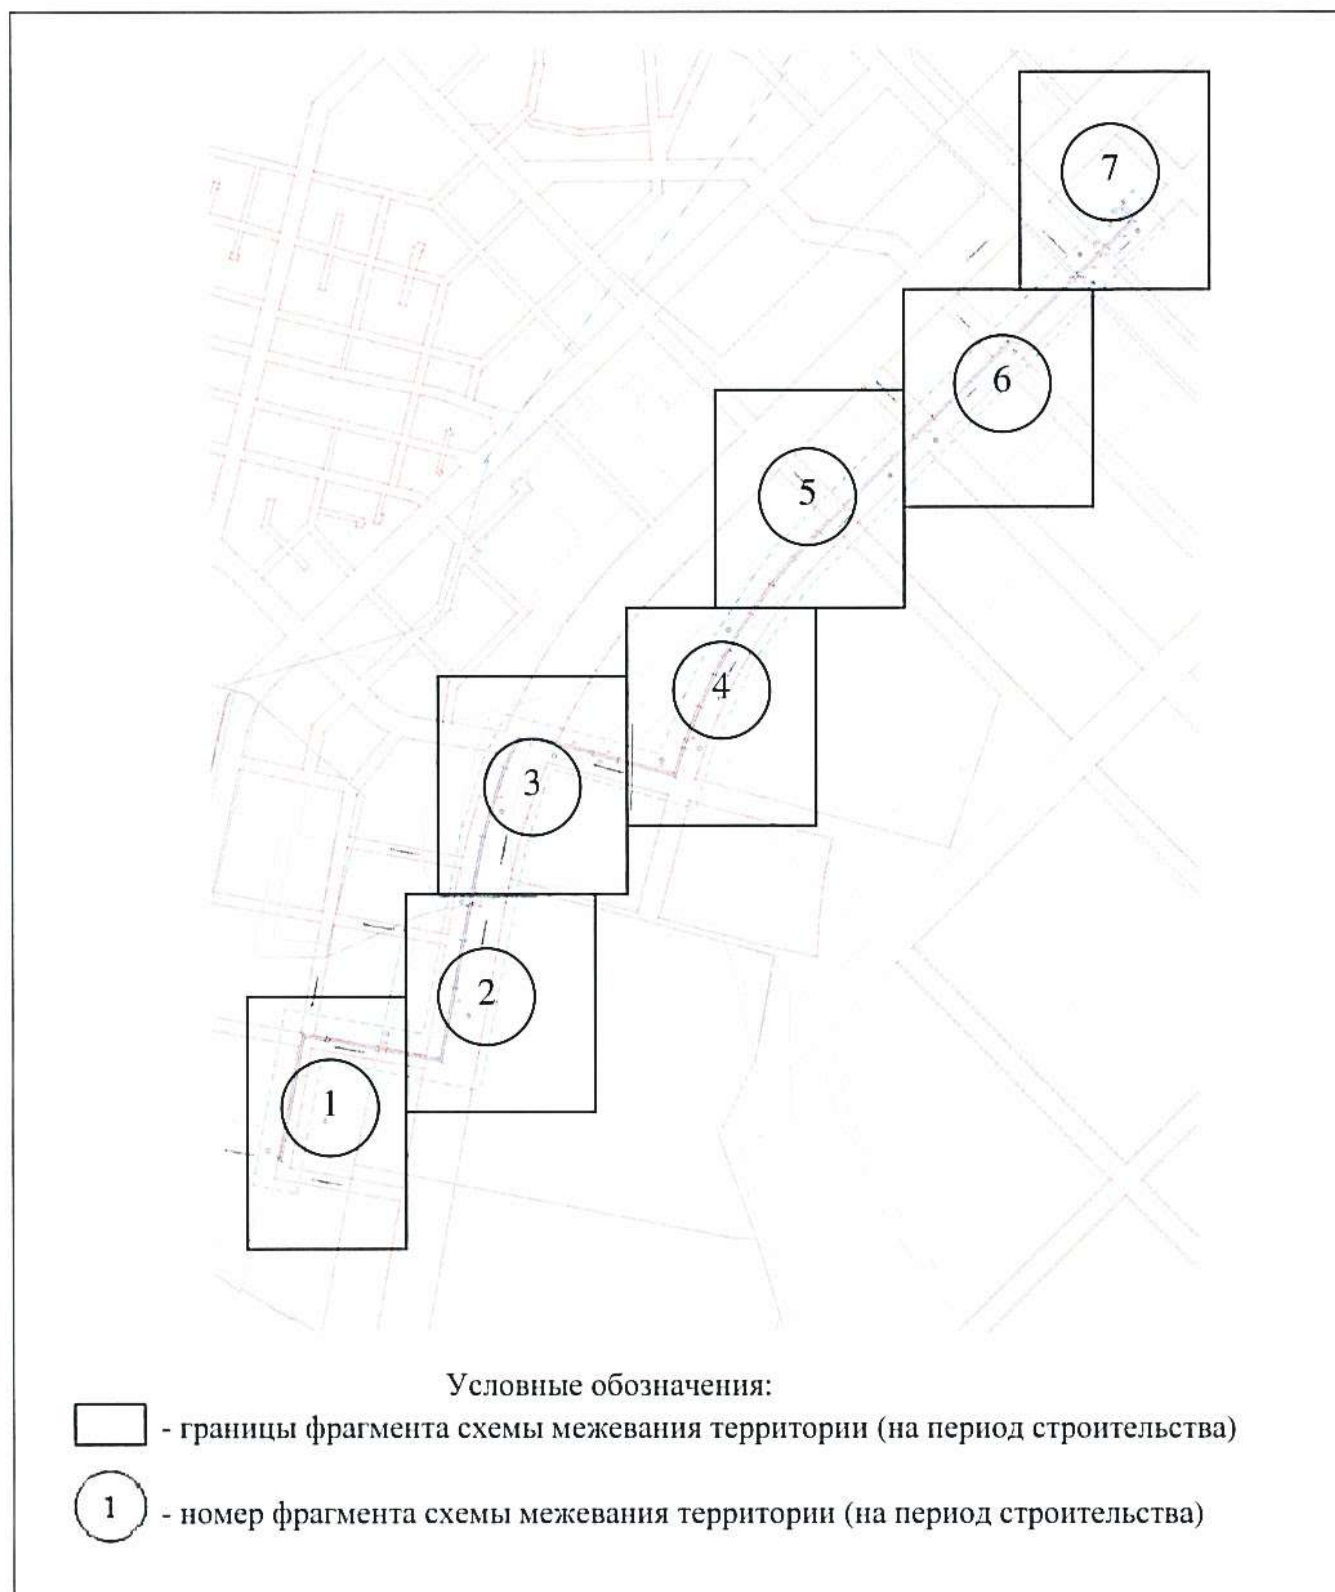 7
6
5
4
3
2
1
Условные обозначения:
- границы фрагмента схемы межевания территории (на период строительства)
1 - номер фрагмента схемы межевания территории (на период строительства)